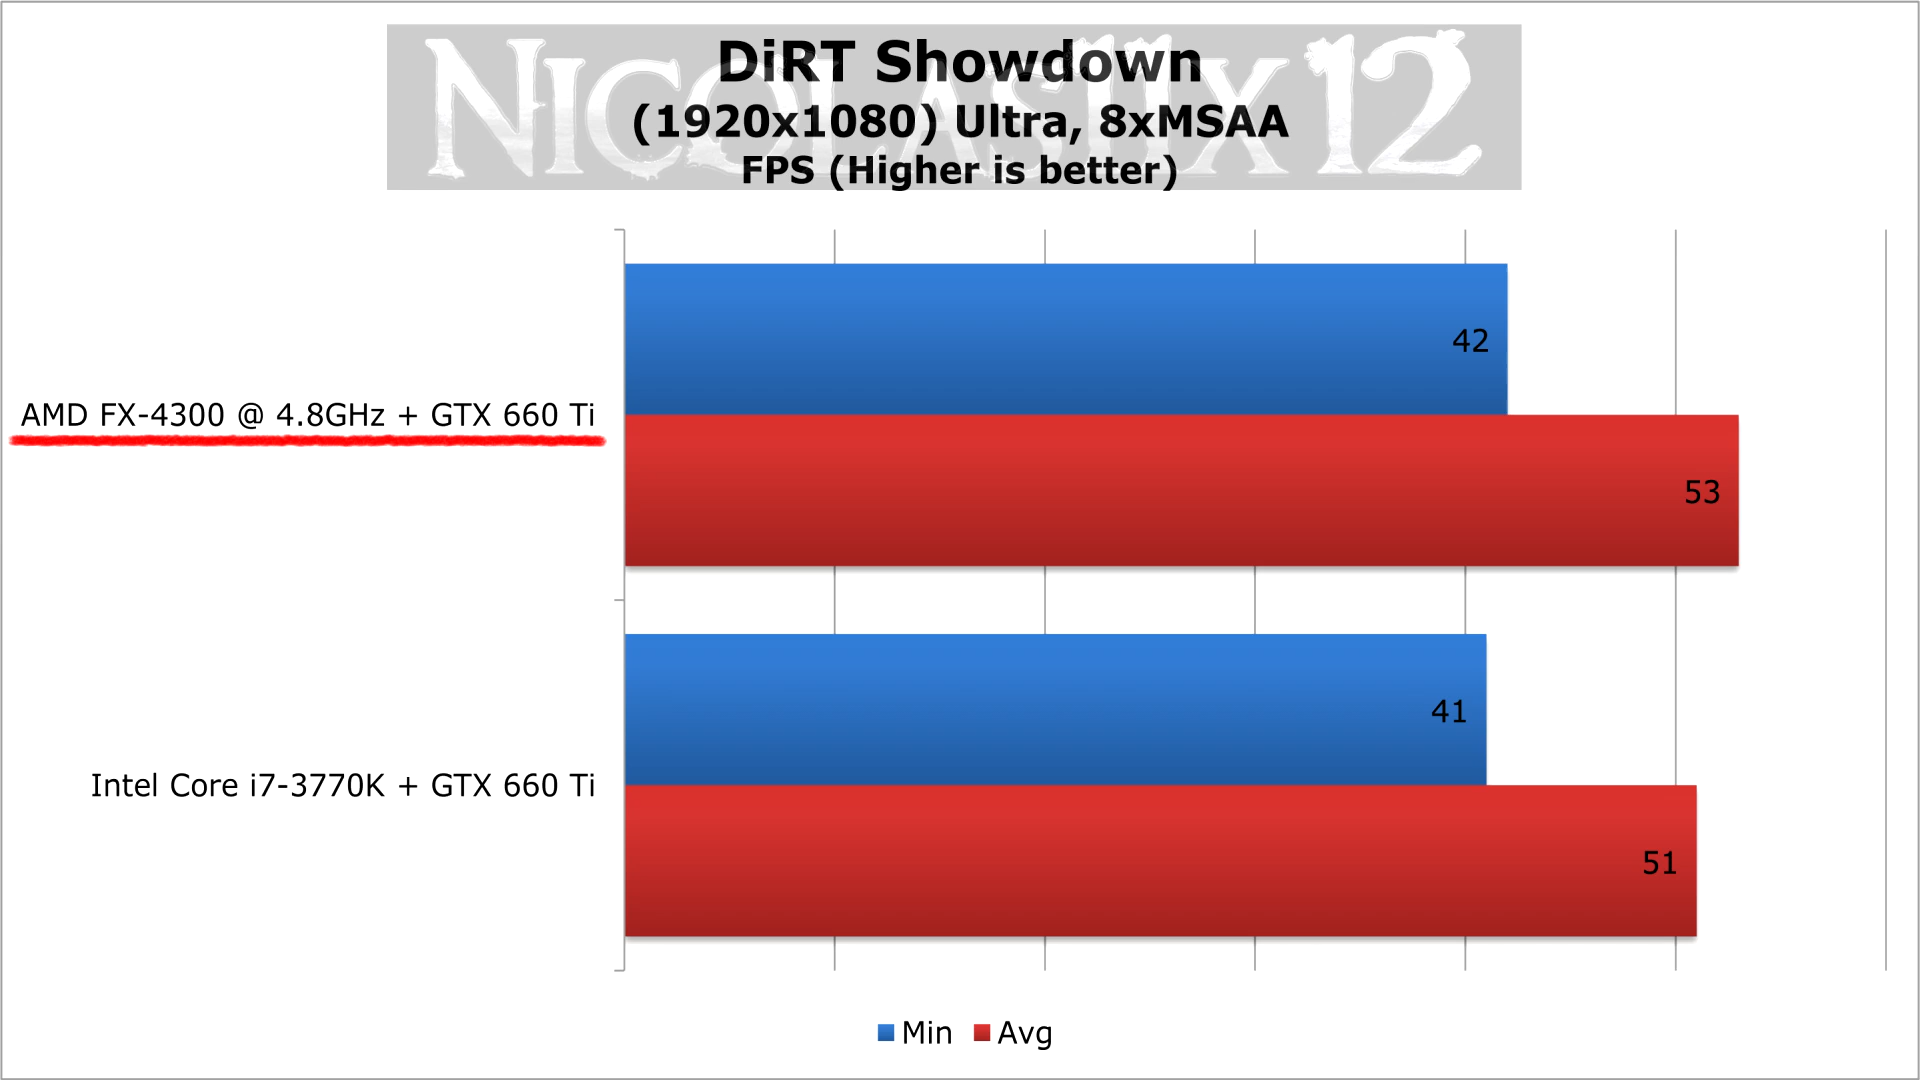 Nicolas11x12
DiRT Showdown
(1920x1080) Ultra, 8xMSAA
FPS (Higher is better)
AMD FX-4300 @ 4.8GHz + GTX 660 Ti
42
53
Intel Core i7-3770K + GTX 660 Ti
41
51
Min Avg